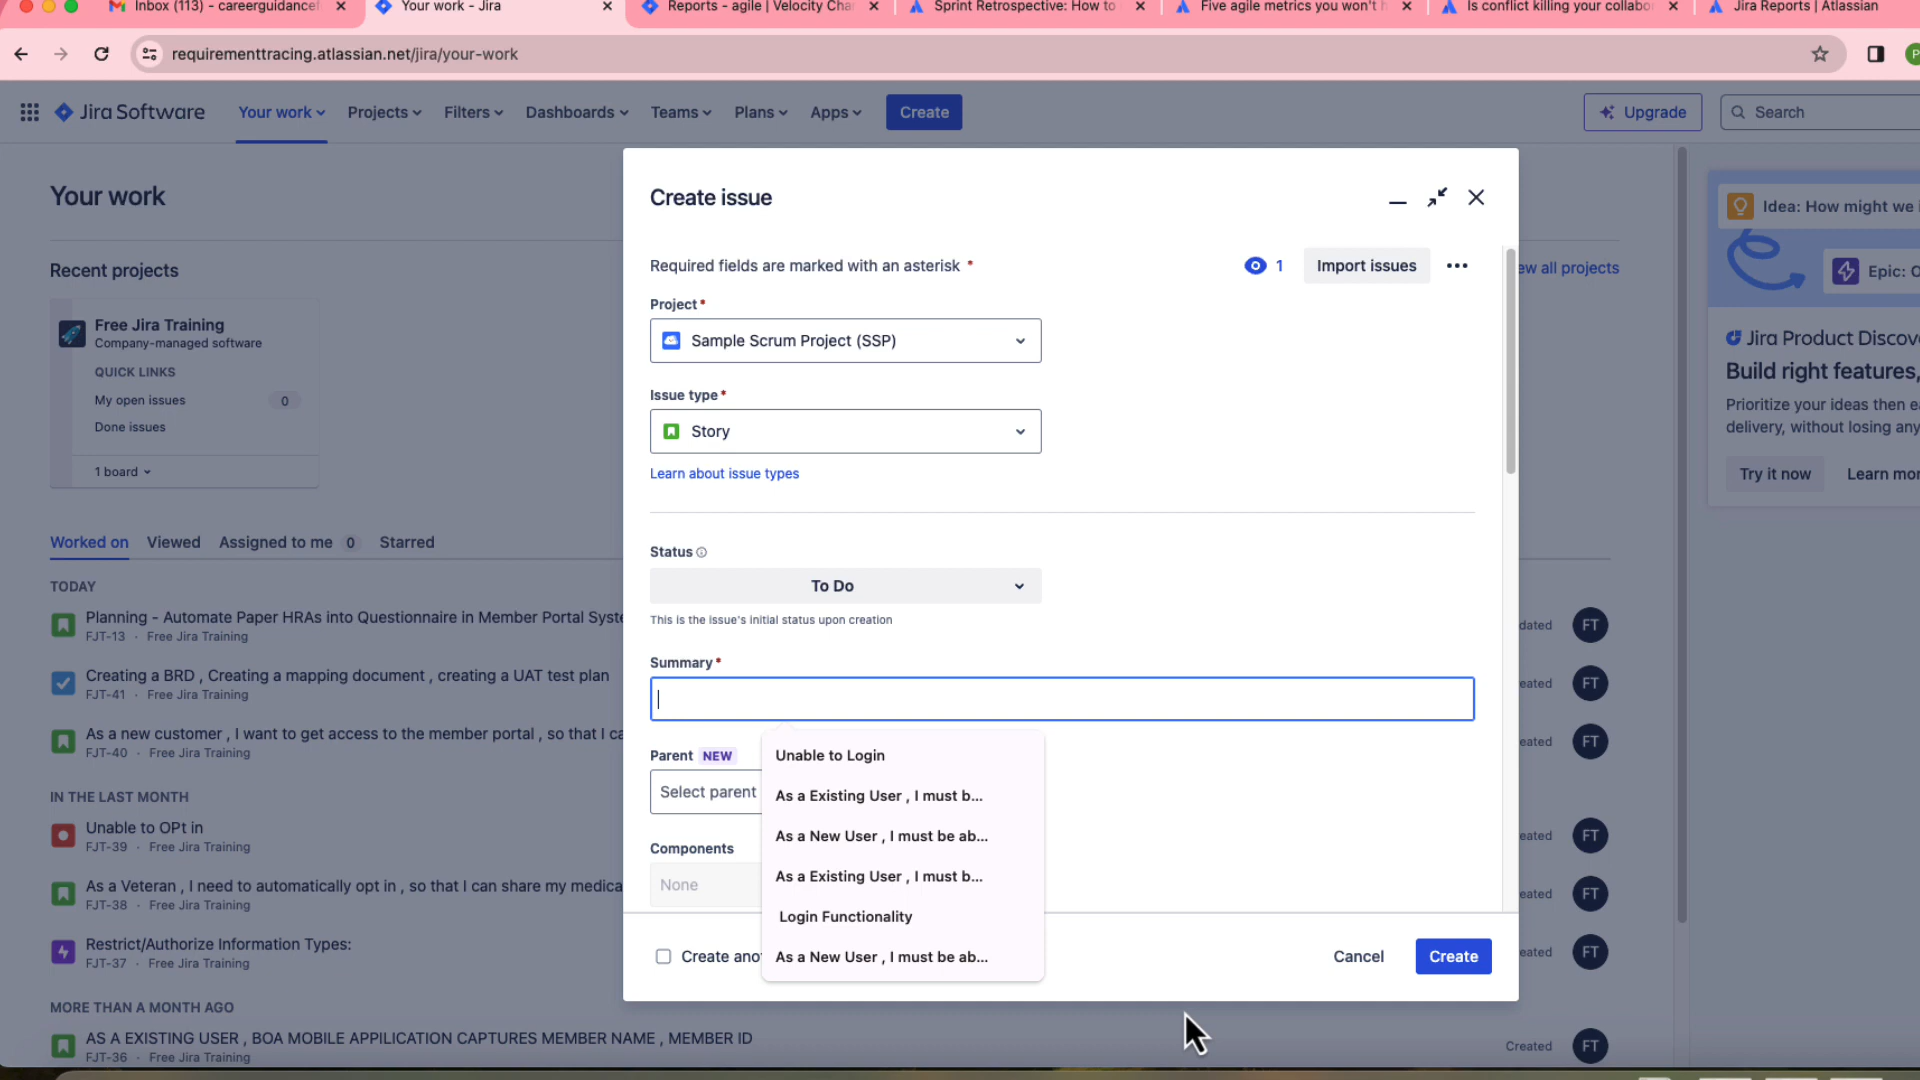 Inbox (113) - careerguidance
Your work - Jira
Reports - agile | Velocity Cha
Sprint Retrospective: How to
Five agile metrics you won't h
Is conflict killing your collabo
Jira Reports | Atlassian
requirementtracing.atlassian.net/jira/your-work
P
Jira Software
Your work
Projects
Filters
Dashboards
Teams
Plans
Apps
Create
Upgrade
Search
Your work
Recent projects
ew all projects
Free Jira Training
Company-managed software
QUICK LINKS
My open issues 0
Done issues
1 board
Worked on
Viewed
Assigned to me 0
Starred
TODAY
Planning - Automate Paper HRAs into Questionnaire in Member Portal Syste
FJT-13 · Free Jira Training
dated FT
Creating a BRD , Creating a mapping document , creating a UAT test plan
FJT-41 · Free Jira Training
eated FT
As a new customer , I want to get access to the member portal , so that I ca
FJT-40 · Free Jira Training
eated FT
IN THE LAST MONTH
Unable to OPt in
FJT-39 · Free Jira Training
eated FT
As a Veteran , I need to automatically opt in , so that I can share my medica
FJT-38 · Free Jira Training
eated FT
Restrict/Authorize Information Types:
FJT-37 · Free Jira Training
eated FT
MORE THAN A MONTH AGO
AS A EXISTING USER , BOA MOBILE APPILICATION CAPTURES MEMBER NAME , MEMBER ID
FJT-36 · Free Jira Training
Created FT
Create issue
Required fields are marked with an asterisk *
1
Import issues
Project *
Sample Scrum Project (SSP)
Issue type *
Story
Learn about issue types
Status
To Do
This is the issue's initial status upon creation
Summary *
Parent NEW
Select parent
Components
None
Unable to Login
As a Existing User , I must b...
As a New User , I must be ab...
As a Existing User , I must b...
Login Functionality
As a New User , I must be ab...
Create ano
Cancel
Create
Idea: How might we
Epic: O
Jira Product Discov
Build right features,
Prioritize your ideas then
delivery, without losing any
Try it now
Learn mor